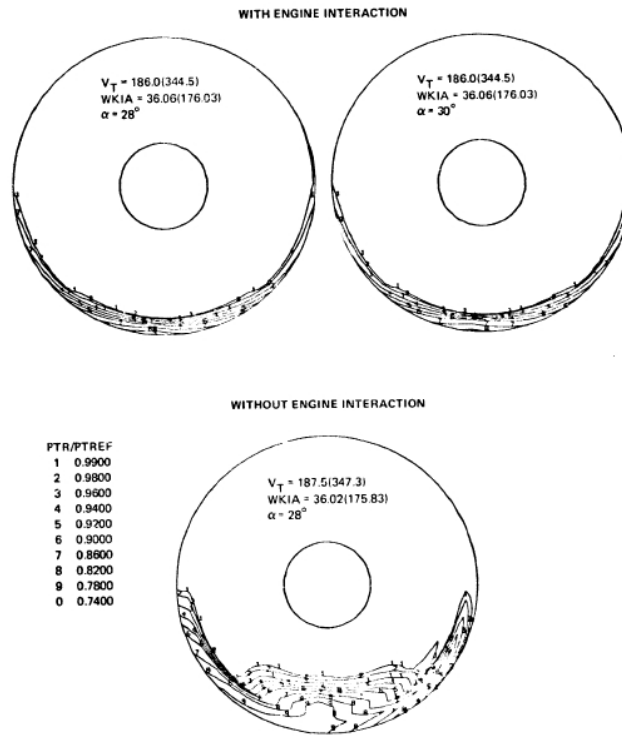 WITH ENGINE INTERACTION
V_T = 186.0(344.5)
WKIA = 36.06(176.03)
α = 28°
V_T = 186.0(344.5)
WKIA = 36.06(176.03)
α = 30°
WITHOUT ENGINE INTERACTION
PTR/PTREF
1 0.9900
2 0.9800
3 0.9600
4 0.9400
5 0.9200
6 0.9000
7 0.8600
8 0.8200
9 0.7800
0 0.7400
V_T = 187.5(347.3)
WKIA = 36.02(175.83)
α = 28°